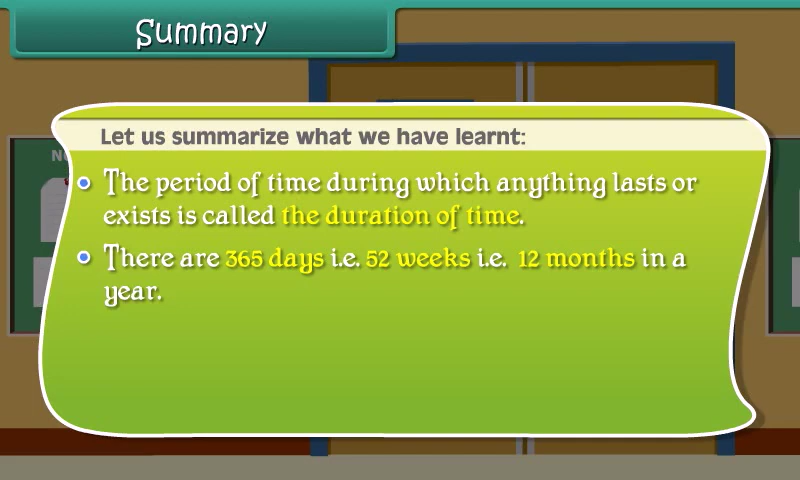 Summary
Let us summarize what we have learnt:
The period of time during which anything lasts or
exists is called the duration of time.
There are 365 days i.e. 52 weeks i.e. 12 months in a
year.